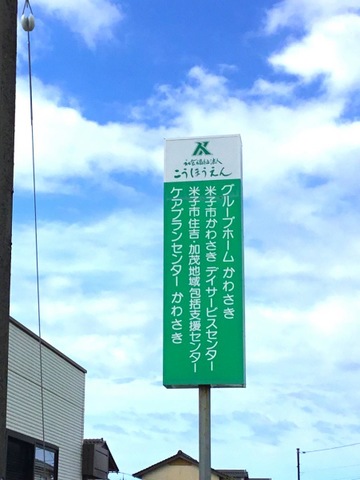 社会福祉法人
こうほうえん
グループホーム かわさき
米子市かわさき デイサービスセンター
米子市住吉・加茂地域包括支援センター
ケアプランセンター かわさき